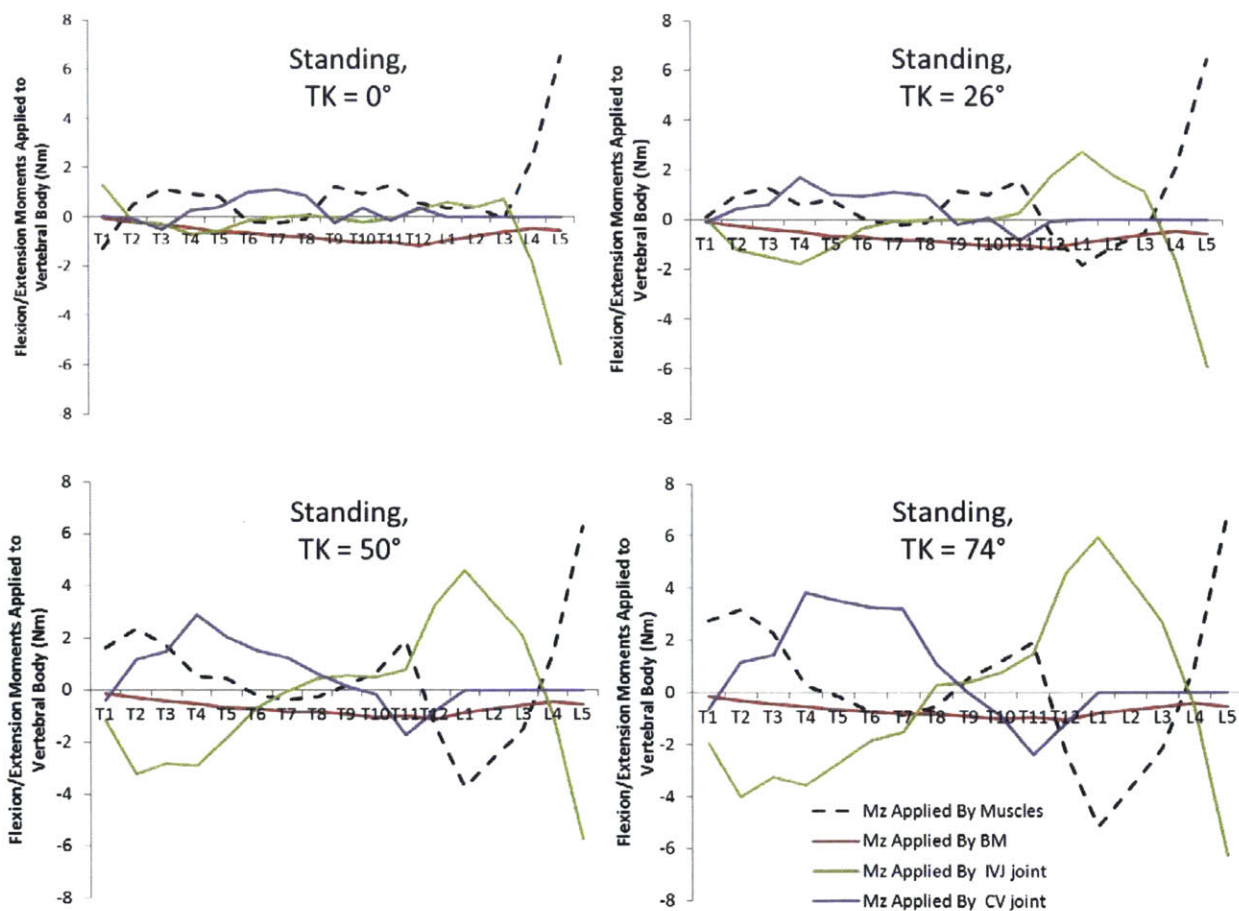 Standing,
TK = 0°
Flexion/Extension Moments Applied to
Vertebral Body (Nm)
8
6
4
2
0
-2
-4
-6
-8
T1 T2 T3 T4 T5 T6 T7 T8 T9 T10 T11 T12 L1 L2 L3 L4 L5
Standing,
TK = 26°
Flexion/Extension Moments Applied to
Vertebral Body (Nm)
8
6
4
2
0
-2
-4
-6
-8
T1 T2 T3 T4 T5 T6 T7 T8 T9 T10 T11 T12 L1 L2 L3 L4 L5
Standing,
TK = 50°
Flexion/Extension Moments Applied to
Vertebral Body (Nm)
8
6
4
2
0
-2
-4
-6
-8
T1 T2 T3 T4 T5 T6 T7 T8 T9 T10 T11 T12 L1 L2 L3 L4 L5
Standing,
TK = 74°
Flexion/Extension Moments Applied to
Vertebral Body (Nm)
8
6
4
2
0
-2
-4
-6
-8
T1 T2 T3 T4 T5 T6 T7 T8 T9 T10 T11 T12 L1 L2 L3 L4 L5
Mz Applied By Muscles
Mz Applied By BM
Mz Applied By IVJ joint
Mz Applied By CV joint